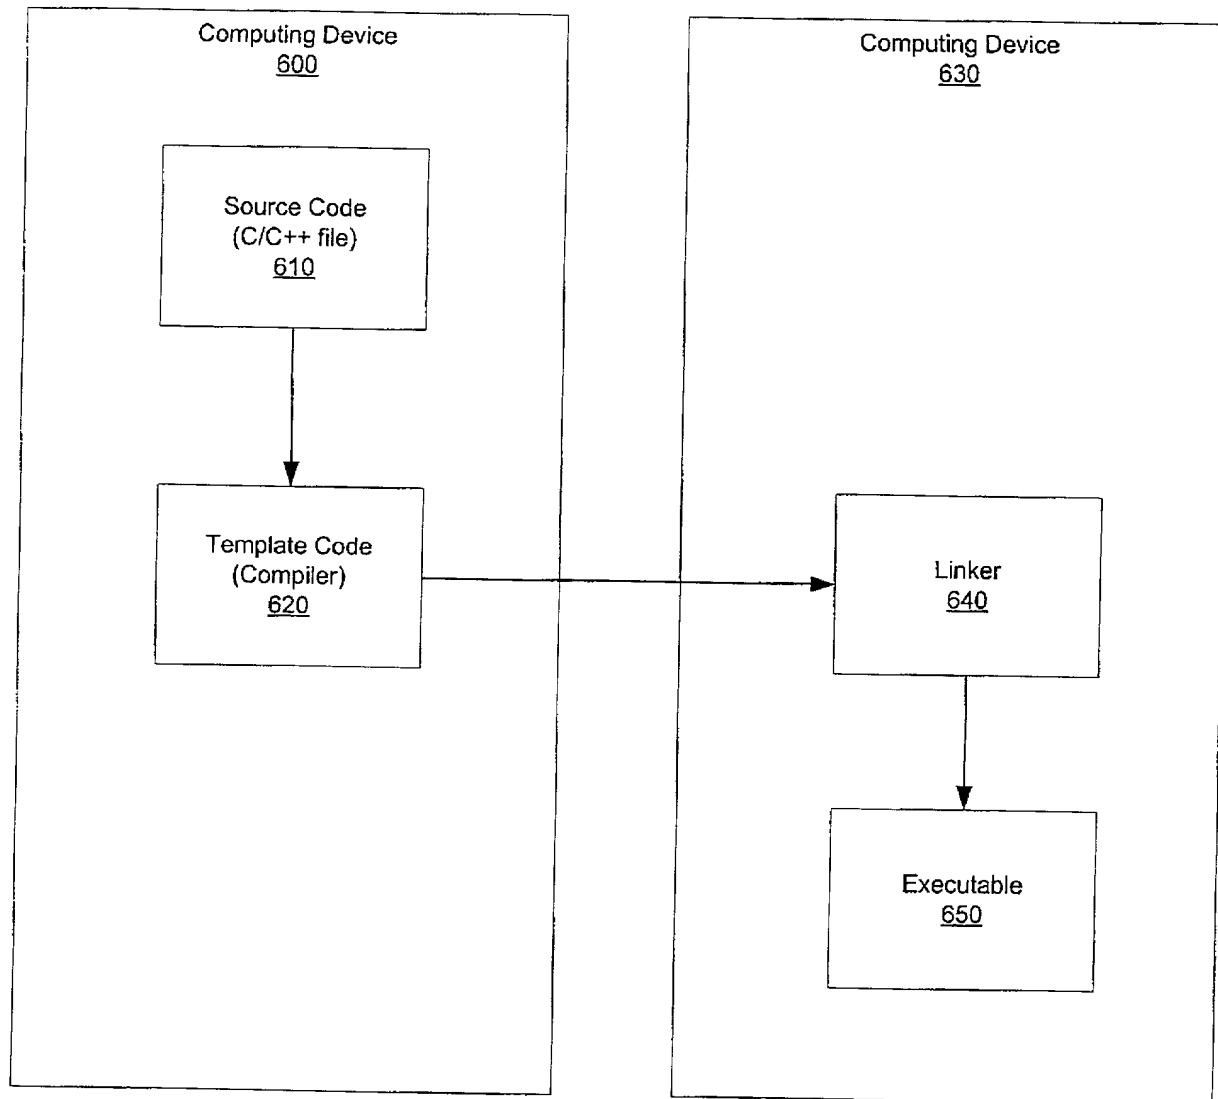 Computing Device
600
Source Code
(C/C++ file)
610
Template Code
(Compiler)
620
Computing Device
630
Linker
640
Executable
650